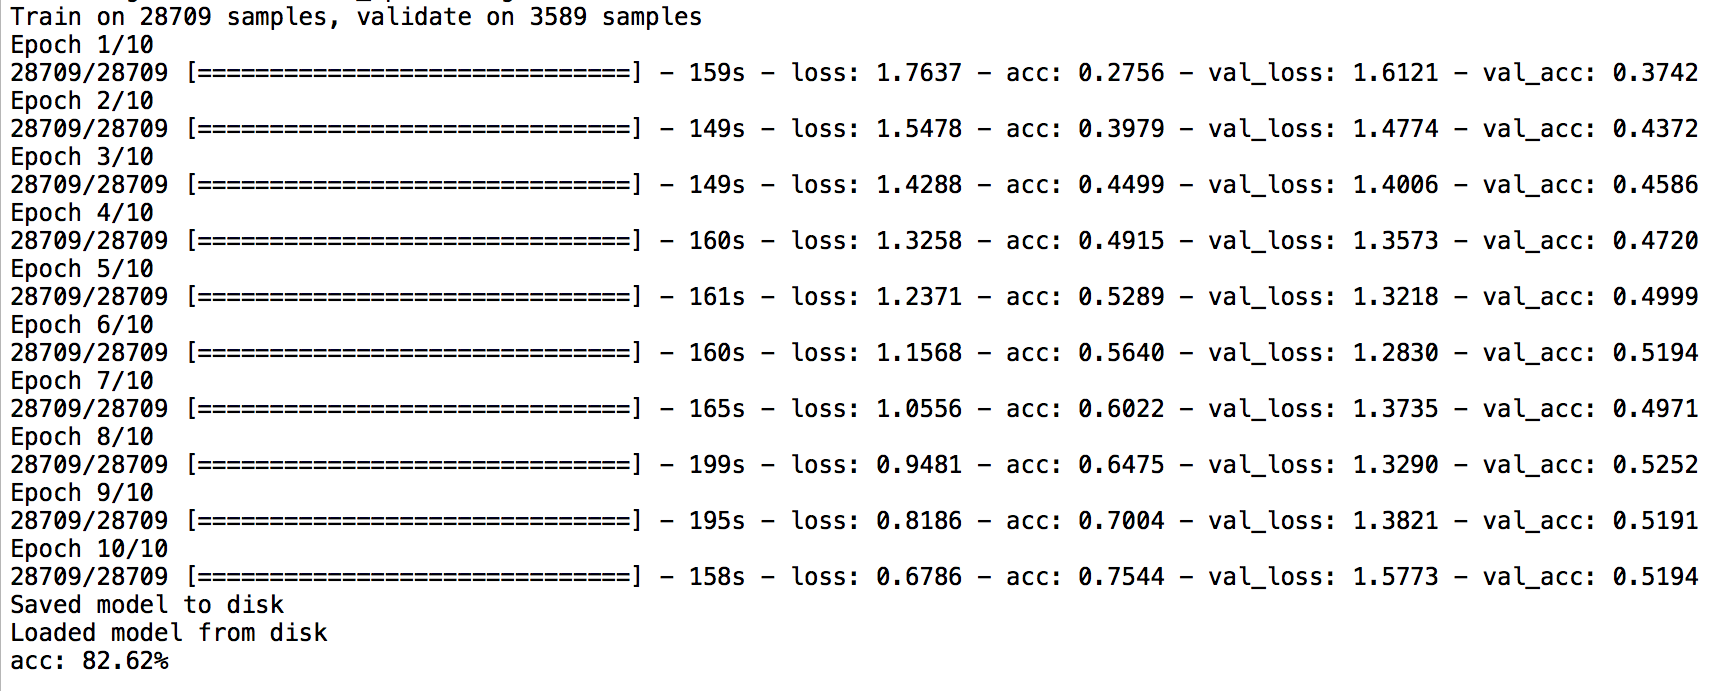 Train on 28709 samples, validate on 3589 samples
Epoch 1/10
28709/28709 [==============================] - 159s - loss: 1.7637 - acc: 0.2756 - val_loss: 1.6121 - val_acc: 0.3742
Epoch 2/10
28709/28709 [==============================] - 149s - loss: 1.5478 - acc: 0.3979 - val_loss: 1.4774 - val_acc: 0.4372
Epoch 3/10
28709/28709 [==============================] - 149s - loss: 1.4288 - acc: 0.4499 - val_loss: 1.4006 - val_acc: 0.4586
Epoch 4/10
28709/28709 [==============================] - 160s - loss: 1.3258 - acc: 0.4915 - val_loss: 1.3573 - val_acc: 0.4720
Epoch 5/10
28709/28709 [==============================] - 161s - loss: 1.2371 - acc: 0.5289 - val_loss: 1.3218 - val_acc: 0.4999
Epoch 6/10
28709/28709 [==============================] - 160s - loss: 1.1568 - acc: 0.5640 - val_loss: 1.2830 - val_acc: 0.5194
Epoch 7/10
28709/28709 [==============================] - 165s - loss: 1.0556 - acc: 0.6022 - val_loss: 1.3735 - val_acc: 0.4971
Epoch 8/10
28709/28709 [==============================] - 199s - loss: 0.9481 - acc: 0.6475 - val_loss: 1.3290 - val_acc: 0.5252
Epoch 9/10
28709/28709 [==============================] - 195s - loss: 0.8186 - acc: 0.7004 - val_loss: 1.3821 - val_acc: 0.5191
Epoch 10/10
28709/28709 [==============================] - 158s - loss: 0.6786 - acc: 0.7544 - val_loss: 1.5773 - val_acc: 0.5194
Saved model to disk
Loaded model from disk
acc: 82.62%